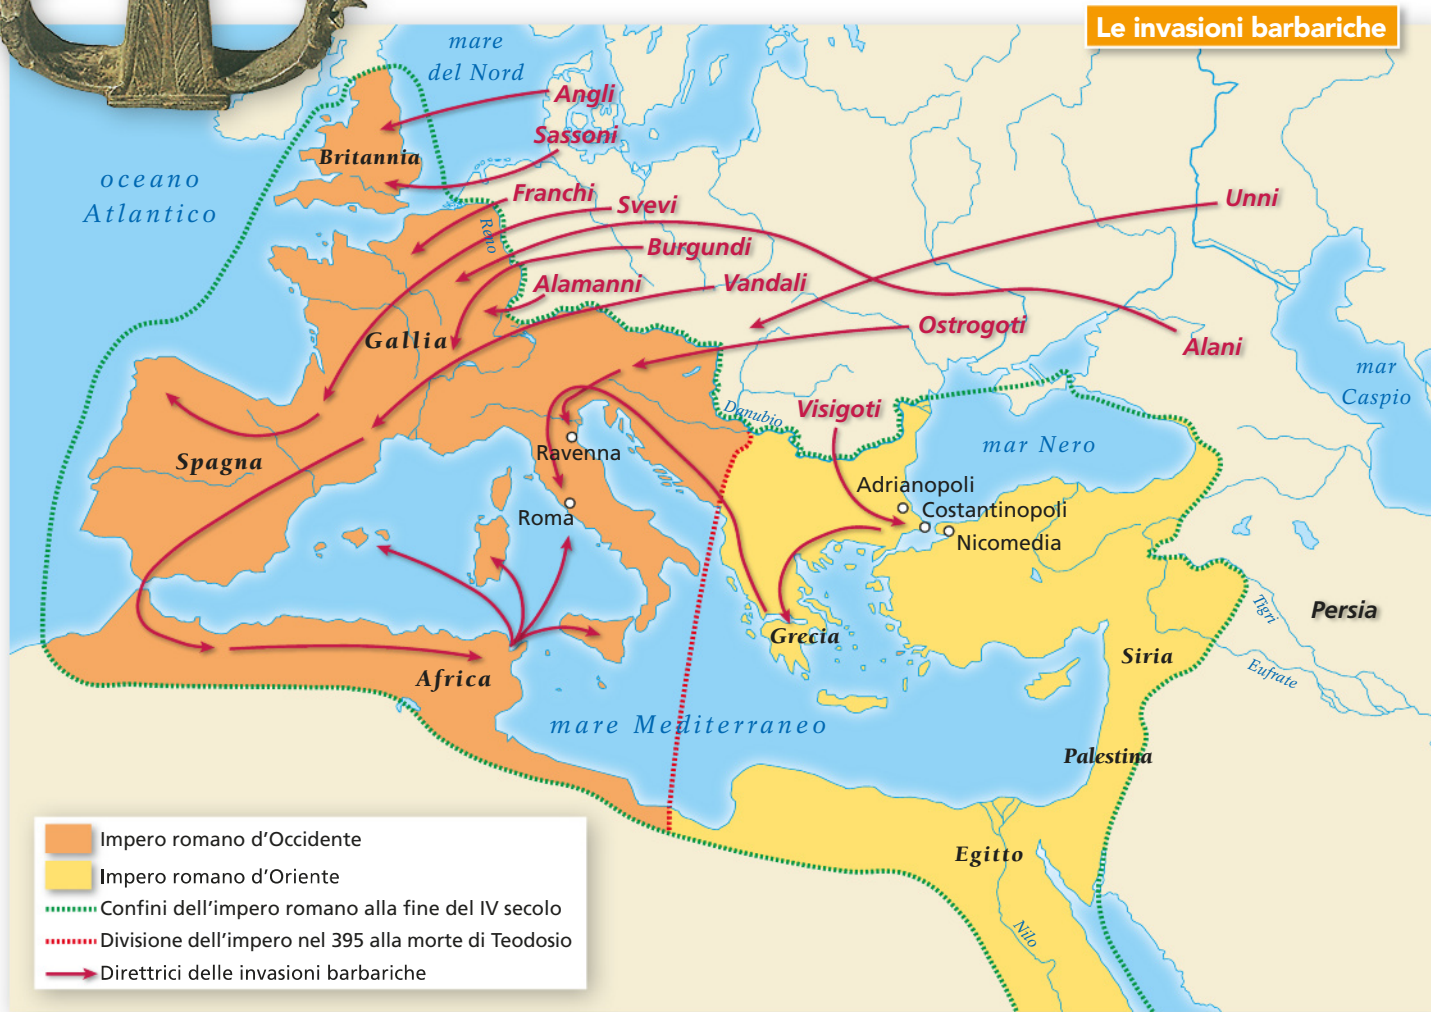 Le invasioni barbariche
mare
del Nord
Angli
Sassoni
Britannia
oceano
Atlantico
Franchi
Svevi
Unni
Reno
Burgundi
Alamanni
Vandali
Ostrogoti
Gallia
Alani
mar
Caspio
Danubio
Visigoti
mar Nero
Ravenna
Spagna
Adrianopoli
Costantinopoli
Roma
Nicomedia
Tigri
Persia
Grecia
Siria
Eufrate
Africa
mare Mediterraneo
Palestina
Egitto
Nilo
Impero romano d'Occidente
Impero romano d'Oriente
Confini dell'impero romano alla fine del IV secolo
Divisione dell'impero nel 395 alla morte di Teodosio
Direttrici delle invasioni barbariche